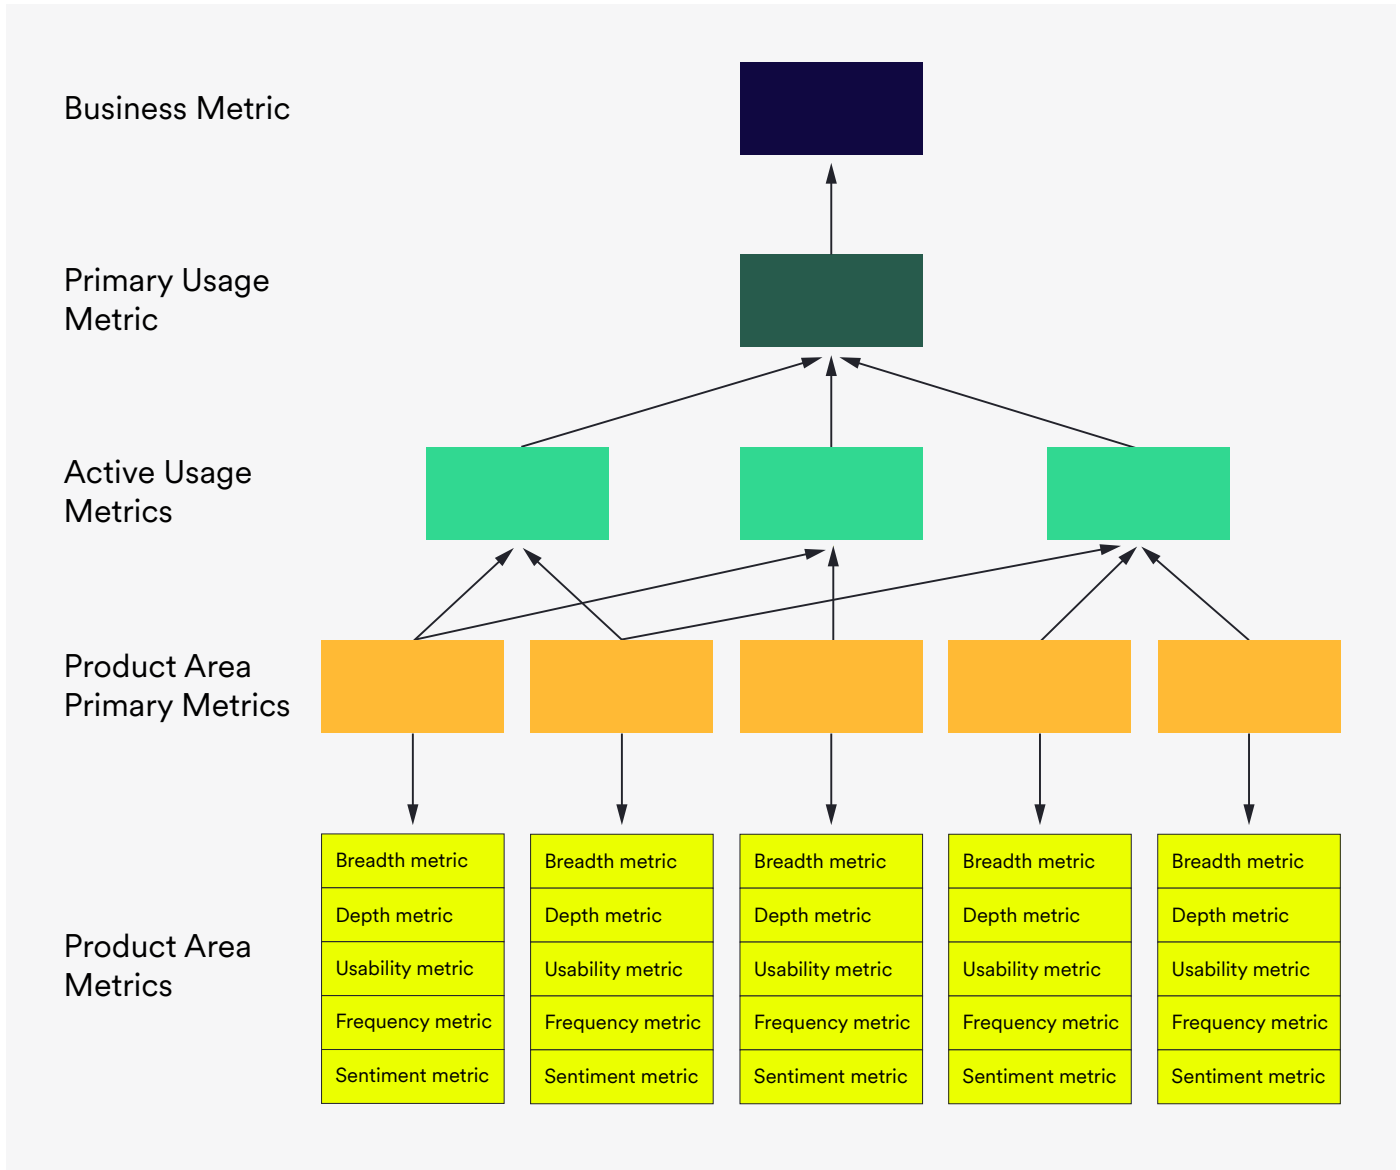 Business Metric
Primary Usage
Metric
Active Usage
Metrics
Product Area
Primary Metrics
Product Area
Metrics
Breadth metric
Depth metric
Usability metric
Frequency metric
Sentiment metric
Breadth metric
Depth metric
Usability metric
Frequency metric
Sentiment metric
Breadth metric
Depth metric
Usability metric
Frequency metric
Sentiment metric
Breadth metric
Depth metric
Usability metric
Frequency metric
Sentiment metric
Breadth metric
Depth metric
Usability metric
Frequency metric
Sentiment metric